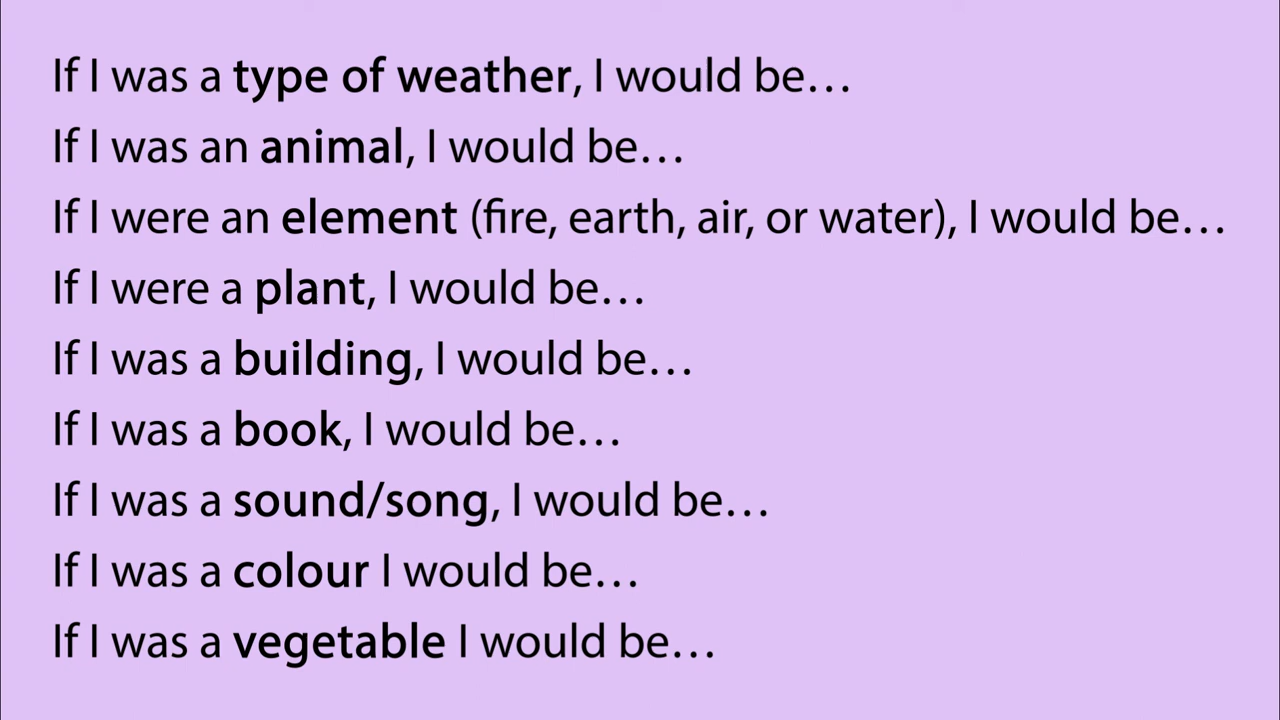 If I was a type of weather, I would be…
If I was an animal, I would be…
If I were an element (fire, earth, air, or water), I would be…
If I were a plant, I would be…
If I was a building, I would be…
If I was a book, I would be…
If I was a sound/song, I would be…
If I was a colour I would be…
If I was a vegetable I would be…